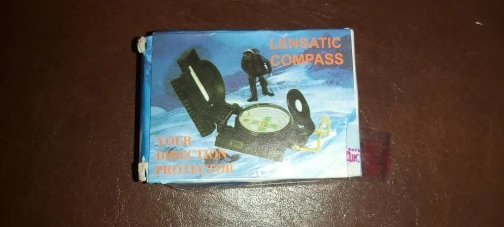 LENSATIC
COMPASS
YOUR
DIRECTION
PROTECTOR